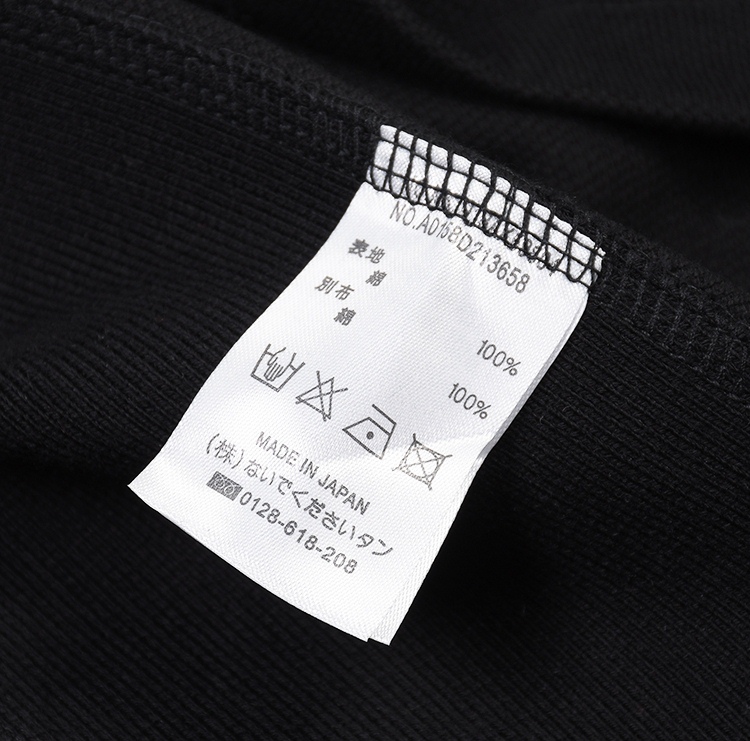 NO.A0158D213658
表地
綿 100%
別布
綿 100%
MADE IN JAPAN
(株)ないでくださいタン
0128-618-208